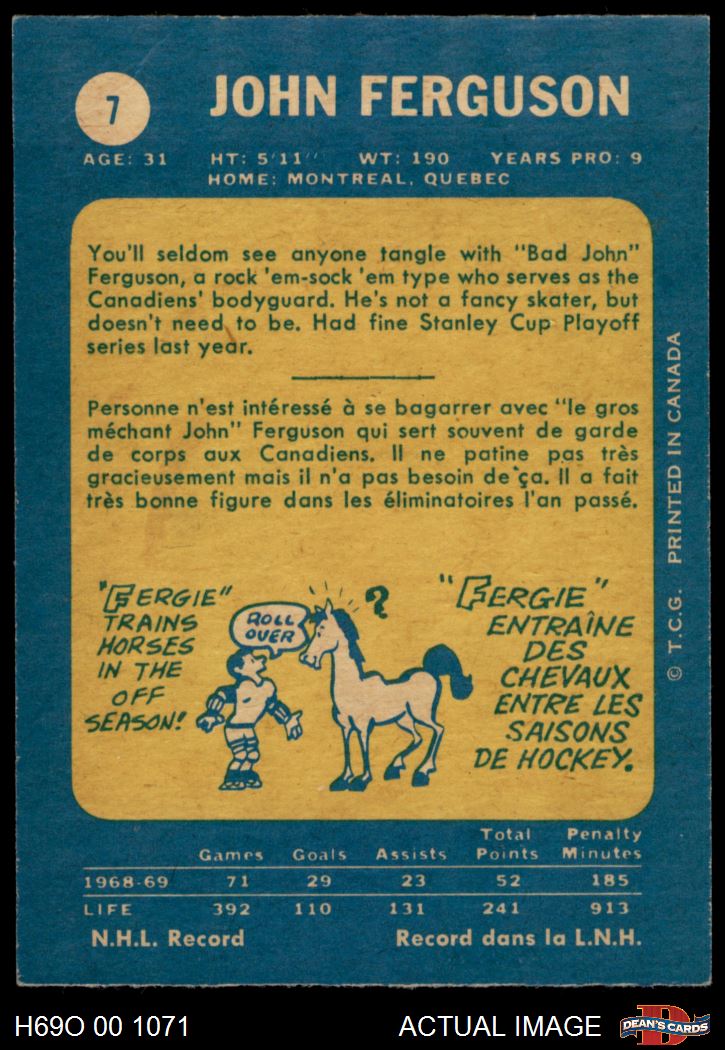 7
JOHN FERGUSON
AGE: 31 HT: 5'11" WT: 190 YEARS PRO: 9
HOME: MONTREAL, QUEBEC
You'll seldom see anyone tangle with "Bad John"
Ferguson, a rock 'em-sock 'em type who serves as the
Canadiens' bodyguard. He's not a fancy skater, but
doesn't need to be. Had fine Stanley Cup Playoff
series last year.
Personne n'est intéressé à se bagarrer avec "le gros
méchant John" Ferguson qui sert souvent de garde
de corps aux Canadiens. Il ne patine pas très
gracieusement mais il n'a pas besoin de ça. Il a fait
très bonne figure dans les éliminatoires l'an passé.
"FERGIE"
TRAINS
HORSES
IN THE
OFF
SEASON!
ROLL
OVER
?
"FERGIE"
ENTRAÎNE
DES
CHEVAUX
ENTRE LES
SAISONS
DE HOCKEY.
© T.C.G. PRINTED IN CANADA
Total Penalty
Games Goals Assists Points Minutes
1968-69 71 29 23 52 185
LIFE 392 110 131 241 913
N.H.L. Record Record dans la L.N.H.
H69O 00 1071 ACTUAL IMAGE
D
DEAN'S CARDS